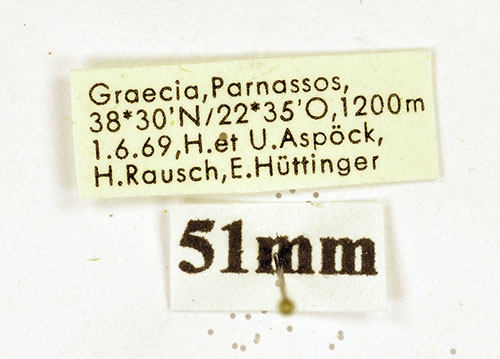 Graecia,Parnassos,
38*30'N/22*35'O,1200m
1.6.69,H.et U.Aspöck,
H.Rausch,E.Hüttinger
51mm